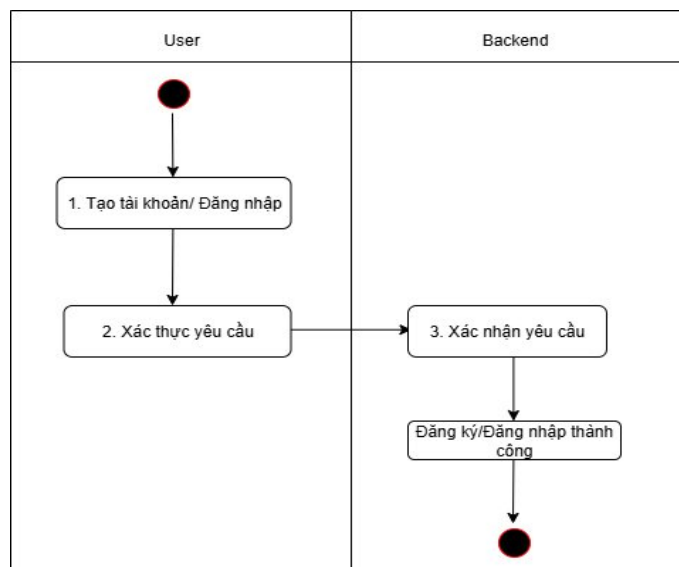 User
Backend
1. Tạo tài khoản/ Đăng nhập
2. Xác thực yêu cầu
3. Xác nhận yêu cầu
Đăng ký/Đăng nhập thành
công